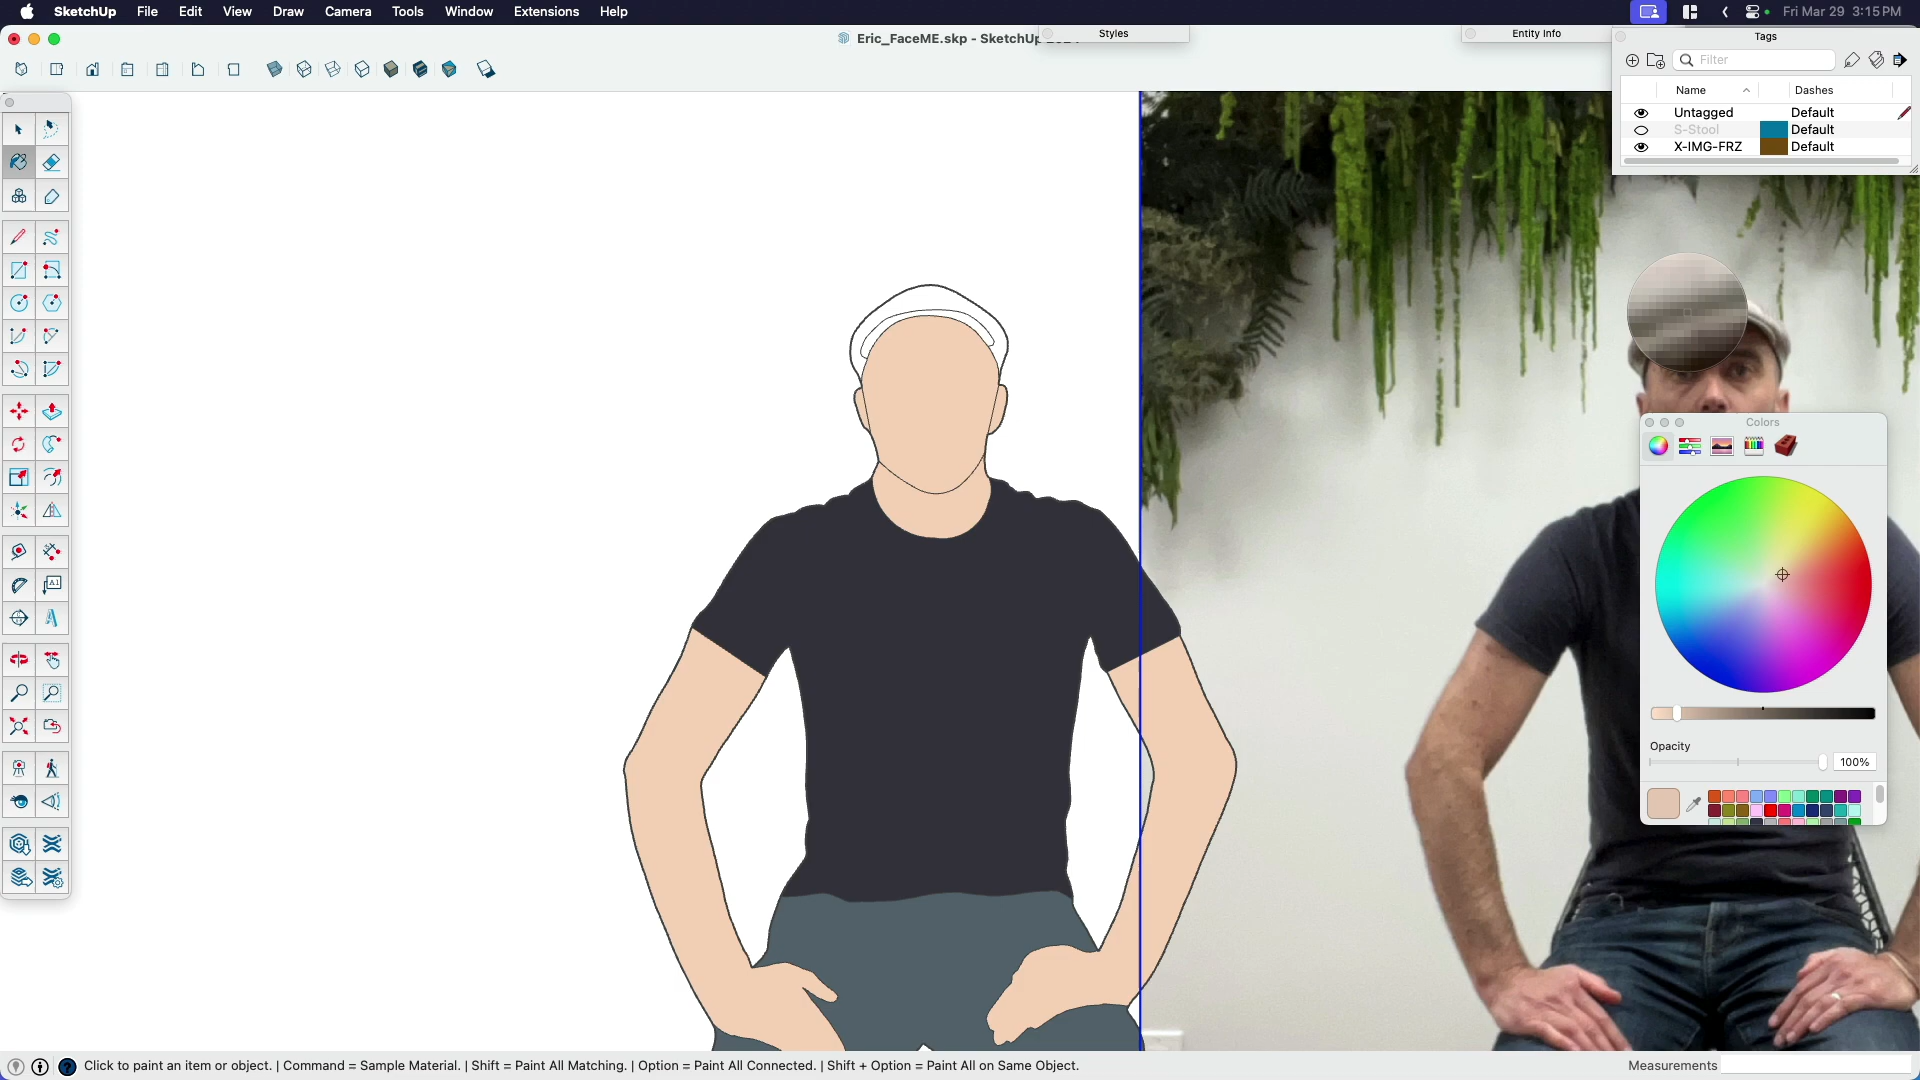 SketchUp File Edit View Draw Camera Tools Window Extensions Help
Fri Mar 29 3:15PM
Eric_FaceME.skp - SketchUp
Styles
Entity Info
Tags
Filter
Name Dashes
Untagged Default
S-Stool Default
X-IMG-FRZ Default
A1
Colors
Opacity
100%
Click to paint an item or object. | Command = Sample Material. | Shift = Paint All Matching. | Option = Paint All Connected. | Shift + Option = Paint All on Same Object.
Measurements